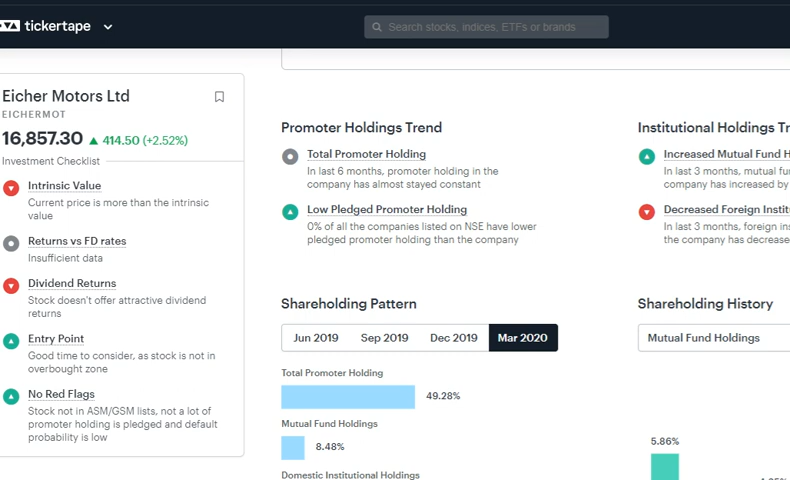 tickertape
Search stocks, indices, ETFs or brands
Eicher Motors Ltd
EICHERMOT
16,857.30 ▲ 414.50 (+2.52%)
Investment Checklist
Intrinsic Value
Current price is more than the intrinsic
value
Returns vs FD rates
Insufficient data
Dividend Returns
Stock doesn't offer attractive dividend
returns
Entry Point
Good time to consider, as stock is not in
overbought zone
No Red Flags
Stock not in ASM/GSM lists, not a lot of
promoter holding is pledged and default
probability is low
Promoter Holdings Trend
Total Promoter Holding
In last 6 months, promoter holding in the
company has almost stayed constant
Low Pledged Promoter Holding
0% of all the companies listed on NSE have lower
pledged promoter holding than the company
Institutional Holdings Tr
Increased Mutual Fund H
In last 3 months, mutual fu
company has increased by
Decreased Foreign Instit
In last 3 months, foreign ins
the company has decrease
Shareholding Pattern
Jun 2019 Sep 2019 Dec 2019 Mar 2020
Total Promoter Holding
49.28%
Mutual Fund Holdings
8.48%
Domestic Institutional Holdings
Shareholding History
Mutual Fund Holdings
5.86%